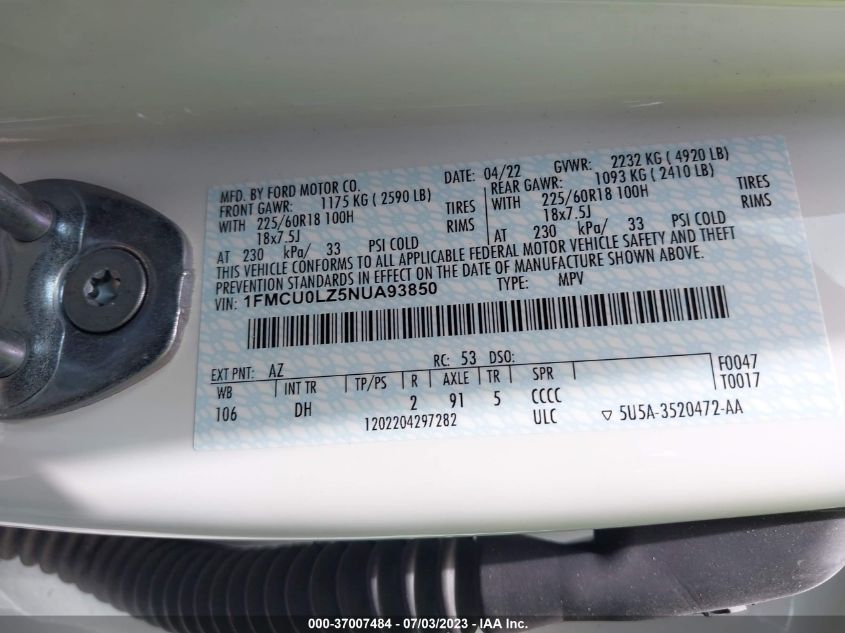 MFD. BY FORD MOTOR CO.
DATE: 04/22 GVWR: 2232 KG ( 4920 LB)
FRONT GAWR: 1175 KG ( 2590 LB) REAR GAWR: 1093 KG ( 2410 LB)
WITH 225/60R18 100H TIRES WITH 225/60R18 100H TIRES
18x7.5J RIMS 18x7.5J RIMS
AT 230 kPa/ 33 PSI COLD AT 230 kPa/ 33 PSI COLD
THIS VEHICLE CONFORMS TO ALL APPLICABLE FEDERAL MOTOR VEHICLE SAFETY AND THEFT
PREVENTION STANDARDS IN EFFECT ON THE DATE OF MANUFACTURE SHOWN ABOVE.
VIN: 1FMCU0LZ5NUA93850 TYPE: MPV
EXT PNT: AZ RC: 53 DSO:
WB INT TR TP/PS R AXLE TR SPR F0047
106 DH 2 91 5 CCCC T0017
1202204297282 ULC ▽ 5U5A-3520472-AA
000-37007484 - 07/03/2023 - © IAA Inc.